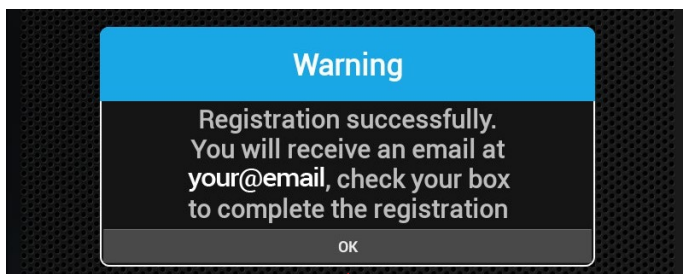 Warning
Registration successfully.
You will receive an email at
your@email, check your box
to complete the registration
OK